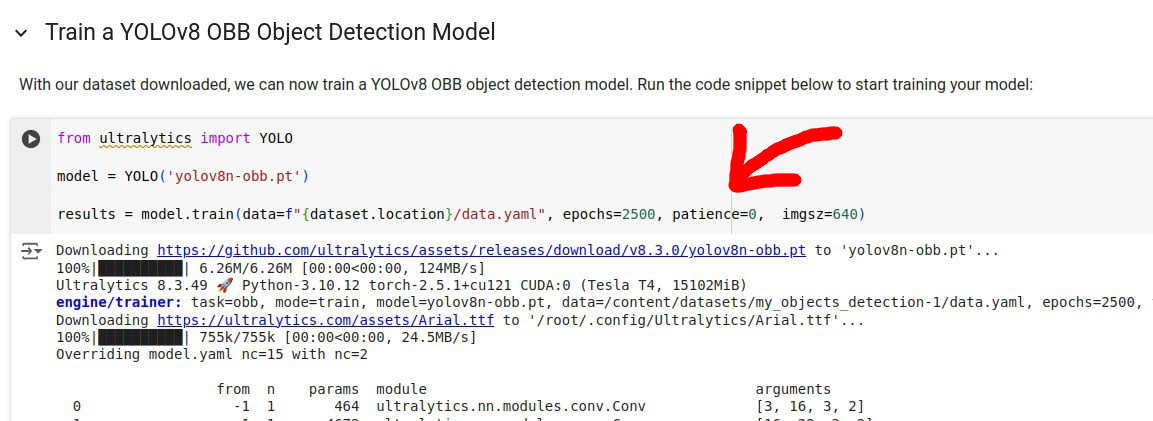 Train a YOLOv8 OBB Object Detection Model
With our dataset downloaded, we can now train a YOLOv8 OBB object detection model. Run the code snippet below to start training your model:
from ultralytics import YOLO
model = YOLO('yolov8n-obb.pt')
results = model.train(data=f"{dataset.location}/data.yaml", epochs=2500, patience=0,  imgsz=640)
Downloading https://github.com/ultralytics/assets/releases/download/v8.3.0/yolov8n-obb.pt to 'yolov8n-obb.pt'...
100%|██████████| 6.26M/6.26M [00:00<00:00, 124MB/s]
Ultralytics 8.3.49 🚀 Python-3.10.12 torch-2.5.1+cu121 CUDA:0 (Tesla T4, 15102MiB)
engine/trainer: task=obb, mode=train, model=yolov8n-obb.pt, data=/content/datasets/my_objects_detection-1/data.yaml, epochs=2500,
Downloading https://ultralytics.com/assets/Arial.ttf to '/root/.config/Ultralytics/Arial.ttf'...
100%|██████████| 755k/755k [00:00<00:00, 24.5MB/s]
Overriding model.yaml nc=15 with nc=2
from  n    params  module                                       arguments
0                  -1  1       464  ultralytics.nn.modules.conv.Conv             [3, 16, 3, 2]